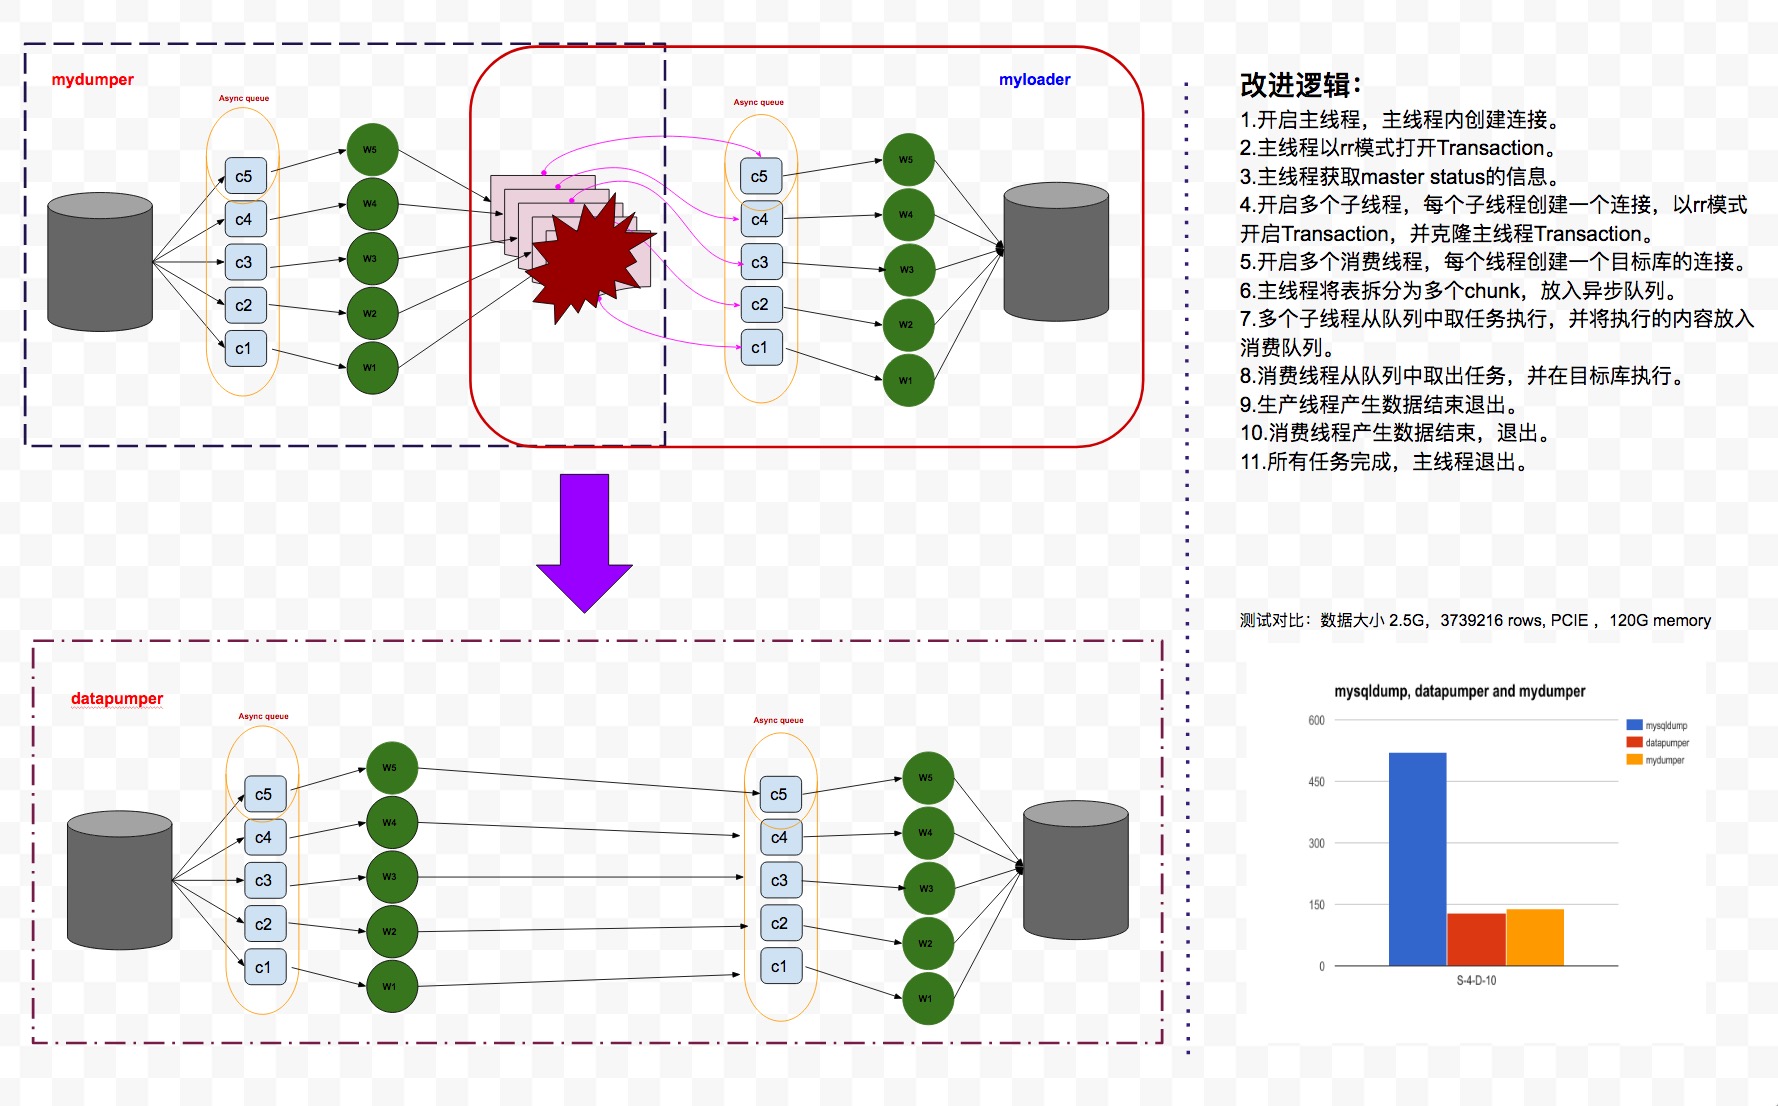 mydumper
Async queue
c5
c4
c3
c2
c1
W5
W4
W3
W2
W1
myloader
Async queue
c5
c4
c3
c2
c1
W5
W4
W3
W2
W1
datapumper
Async queue
c5
c4
c3
c2
c1
W5
W4
W3
W2
W1
Async queue
c5
c4
c3
c2
c1
W5
W4
W3
W2
W1
改进逻辑：
1.开启主线程，主线程内创建连接。
2.主线程以rr模式打开Transaction。
3.主线程获取master status的信息。
4.开启多个子线程，每个子线程创建一个连接，以rr模式
开启Transaction，并克隆主线程Transaction。
5.开启多个消费线程，每个线程创建一个目标库的连接。
6.主线程将表拆分为多个chunk，放入异步队列。
7.多个子线程从队列中取任务执行，并将执行的内容放入
消费队列。
8.消费线程从队列中取出任务，并在目标库执行。
9.生产线程产生数据结束退出。
10.消费线程产生数据结束，退出。
11.所有任务完成，主线程退出。
测试对比：数据大小 2.5G，3739216 rows, PCIE ，120G memory
mysqldump, datapumper and mydumper
600
450
300
150
0
S-4-D-10
mysqldump
datapumper
mydumper